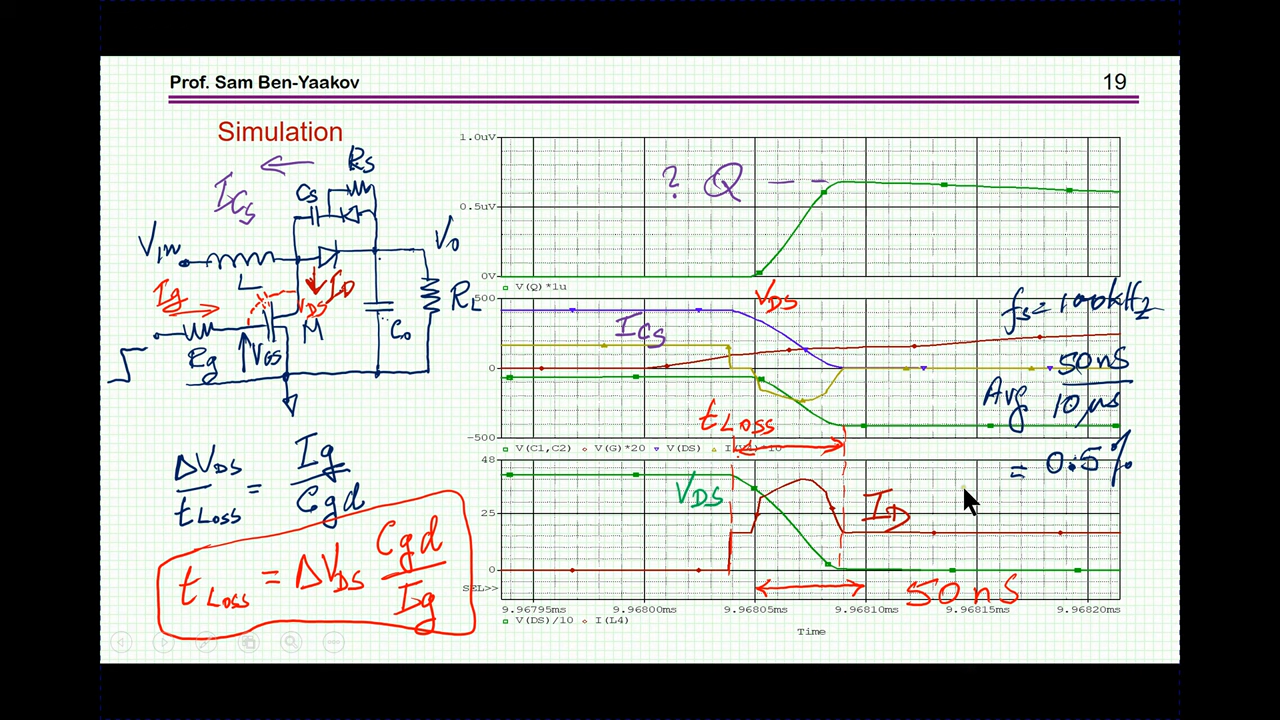 Prof. Sam Ben-Yaakov
19
Simulation
ICs
Rs
Cs
VIN
L
Vo
Ig
VDS
ID
M
Rg
VGS
Co
RL
ΔVDS / tLoss = Ig / Cgd
tLoss = ΔVDS Cgd / Ig
1.0uV
0.5uV
0V
? Q
V(Q)*1u
500
0
-500
VDS
ICs
fs = 100kHz
50nS
Avg 10μs
= 0.5%
tLoss
V(C1,C2) V(G)*20 V(DS)
48
25
0
SEL>>
VDS
ID
50nS
9.96795ms 9.96800ms 9.96805ms 9.96810ms 9.96815ms 9.96820ms
V(DS)/10 I(L4)
Time